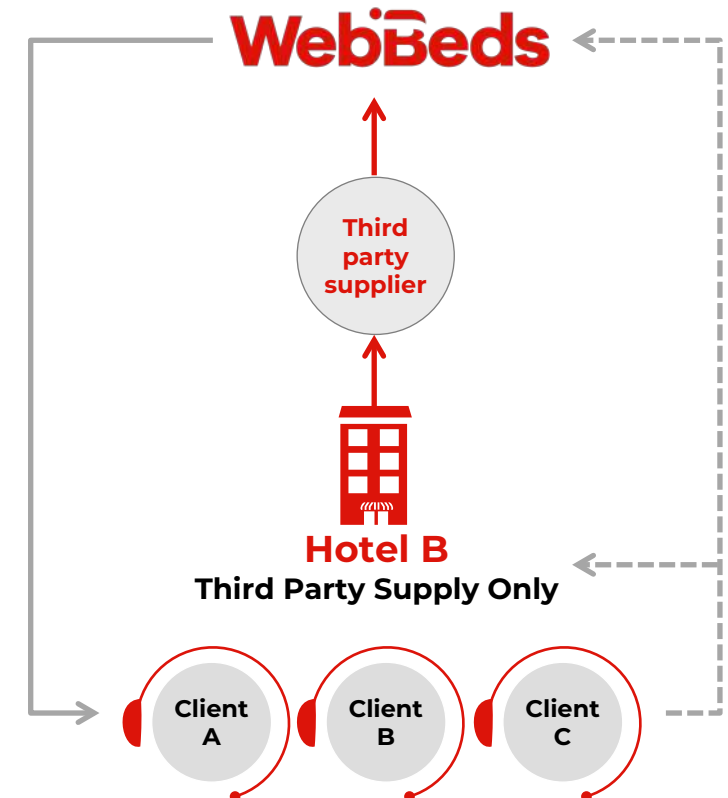 WebBeds
Third
party
supplier
Hotel B
Third Party Supply Only
Client
A
Client
B
Client
C